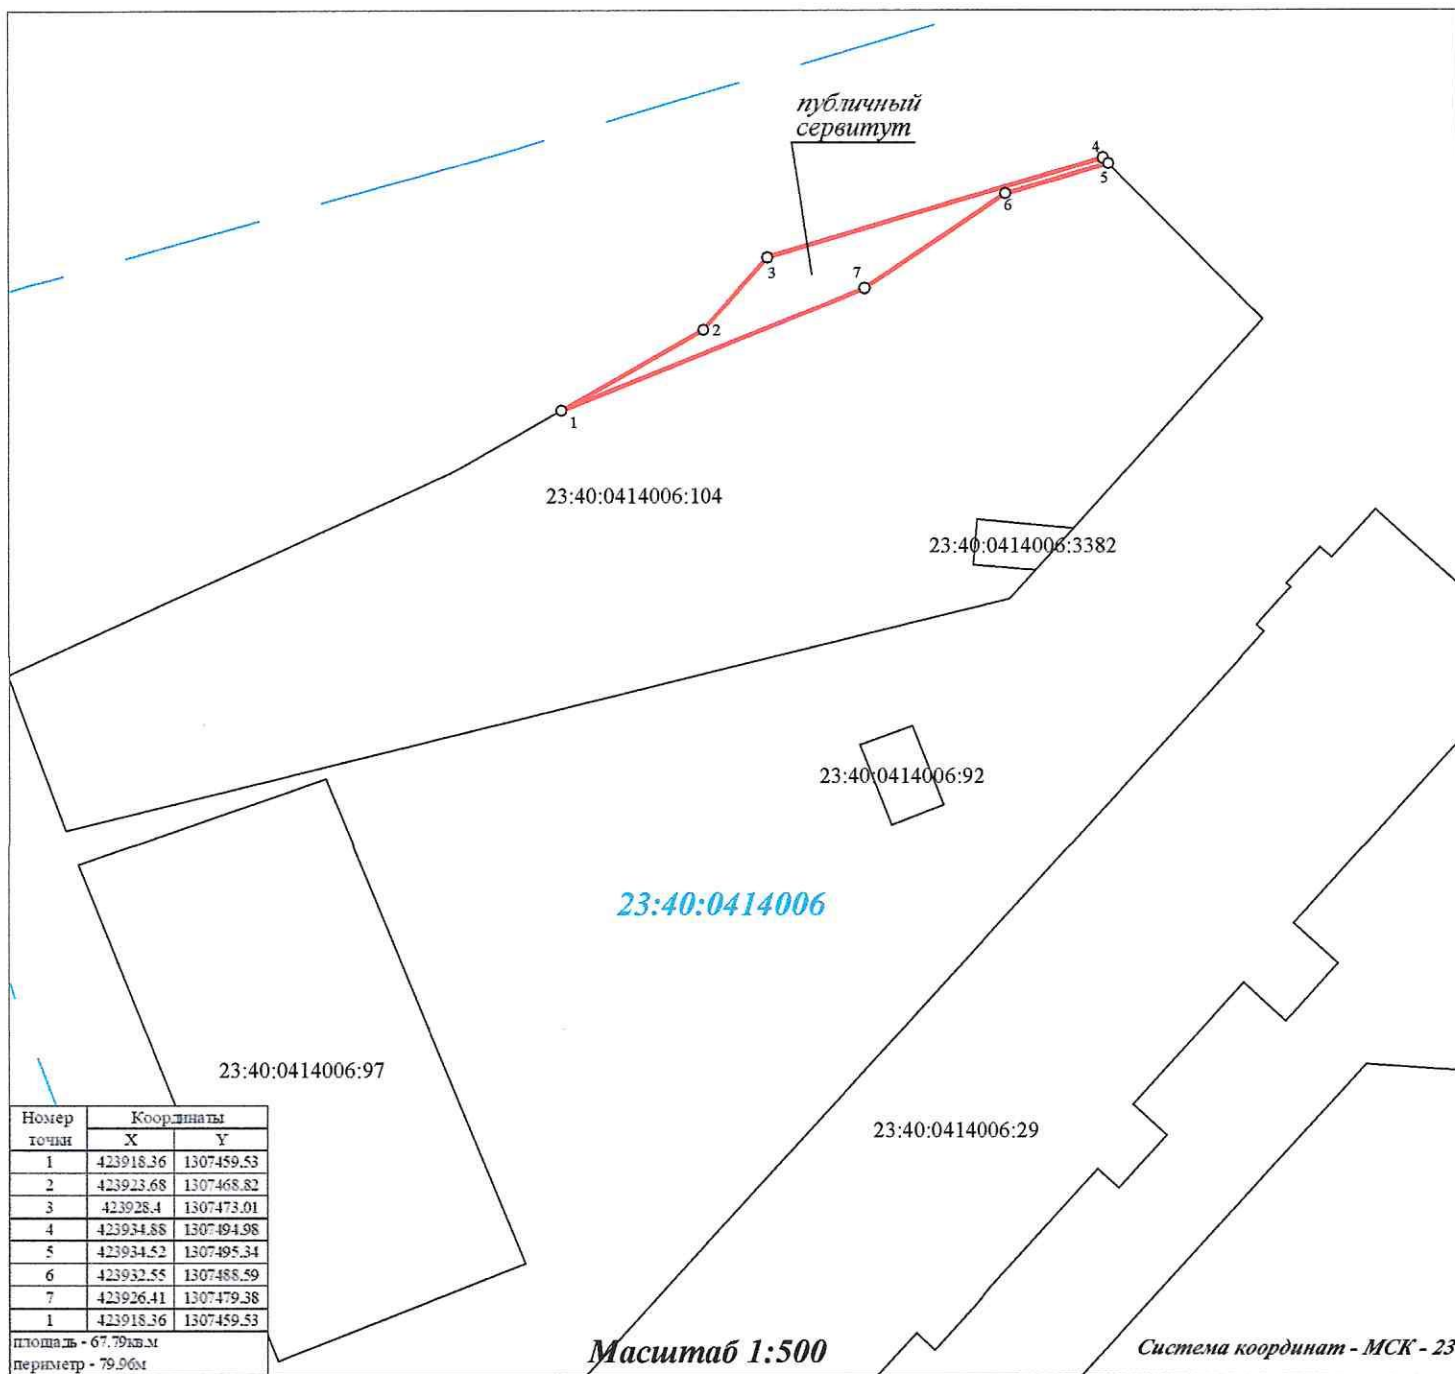 публичный
сервитут
4
5
6
3
7
2
1
23:40:0414006:104
23:40:0414006:3382
23:40:0414006:92
23:40:0414006
23:40:0414006:97
23:40:0414006:29
Номер точки Координаты
X Y
1 423918.36 1307459.53
2 423923.68 1307468.82
3 423928.4 1307473.01
4 423934.88 1307494.98
5 423934.52 1307495.34
6 423932.55 1307488.59
7 423926.41 1307479.38
1 423918.36 1307459.53
площадь - 67.79кв.м
периметр - 79.96м
Масштаб 1:500
Система координат - МСК - 23